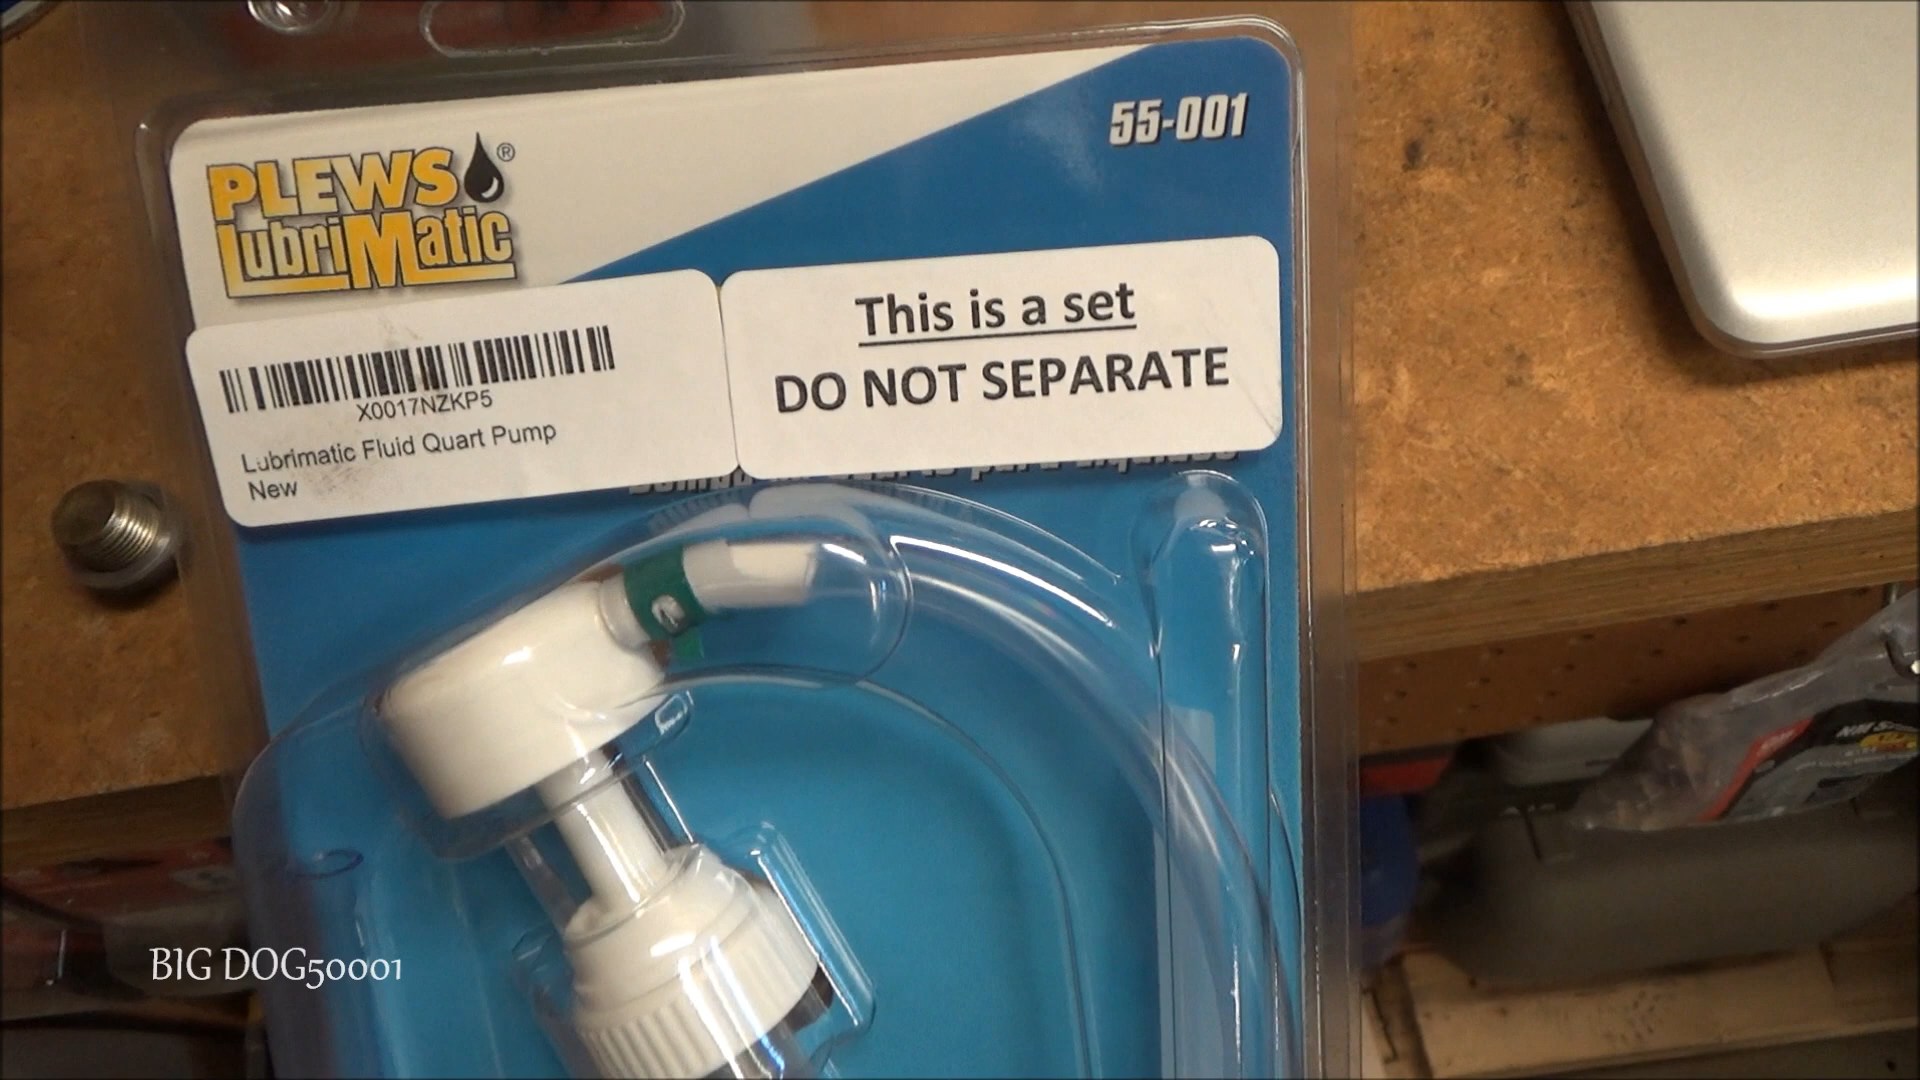 55-001
PLEWS®
LubriMatic
This is a set
DO NOT SEPARATE
X0017NZKP5
Lubrimatic Fluid Quart Pump
New
BIG DOG50001